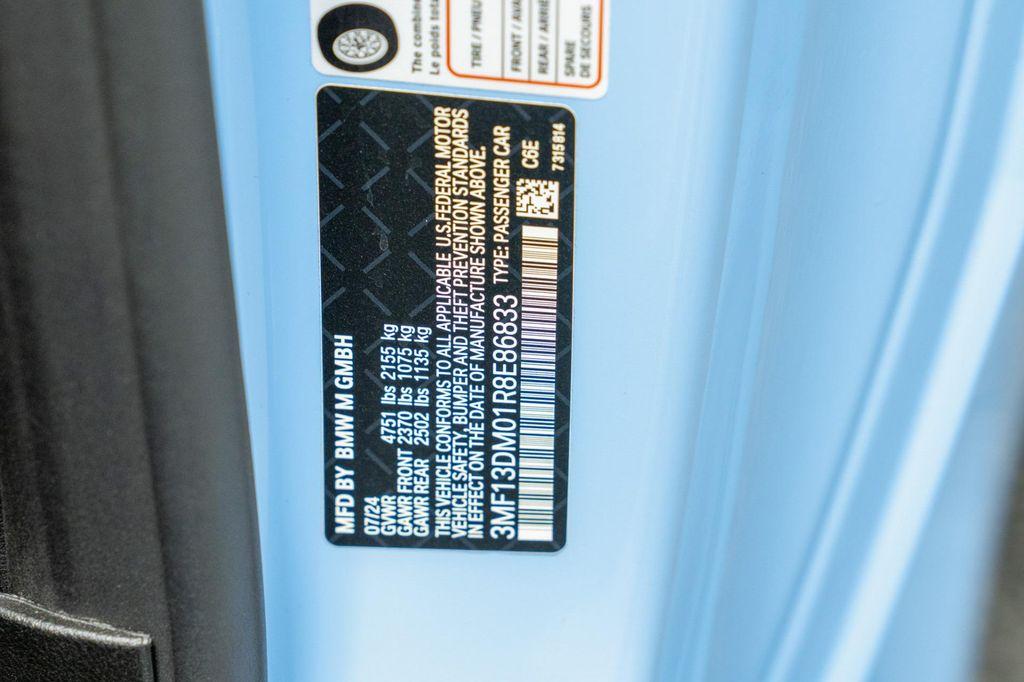 The combine
Le poids tota
TIRE / PNEU
FRONT / AVA
REAR / ARRIÈ
SPARE
DE SECOURS
MFD BY BMW M GMBH
07/24
GVWR 4751 lbs 2155 kg
GAWR FRONT 2370 lbs 1075 kg
GAWR REAR 2502 lbs 1135 kg
THIS VEHICLE CONFORMS TO ALL APPLICABLE U.S. FEDERAL MOTOR
VEHICLE SAFETY, BUMPER AND THEFT PREVENTION STANDARDS
IN EFFECT ON THE DATE OF MANUFACTURE SHOWN ABOVE.
3MF13DM01R8E86833 TYPE: PASSENGER CAR
C6E
7315814